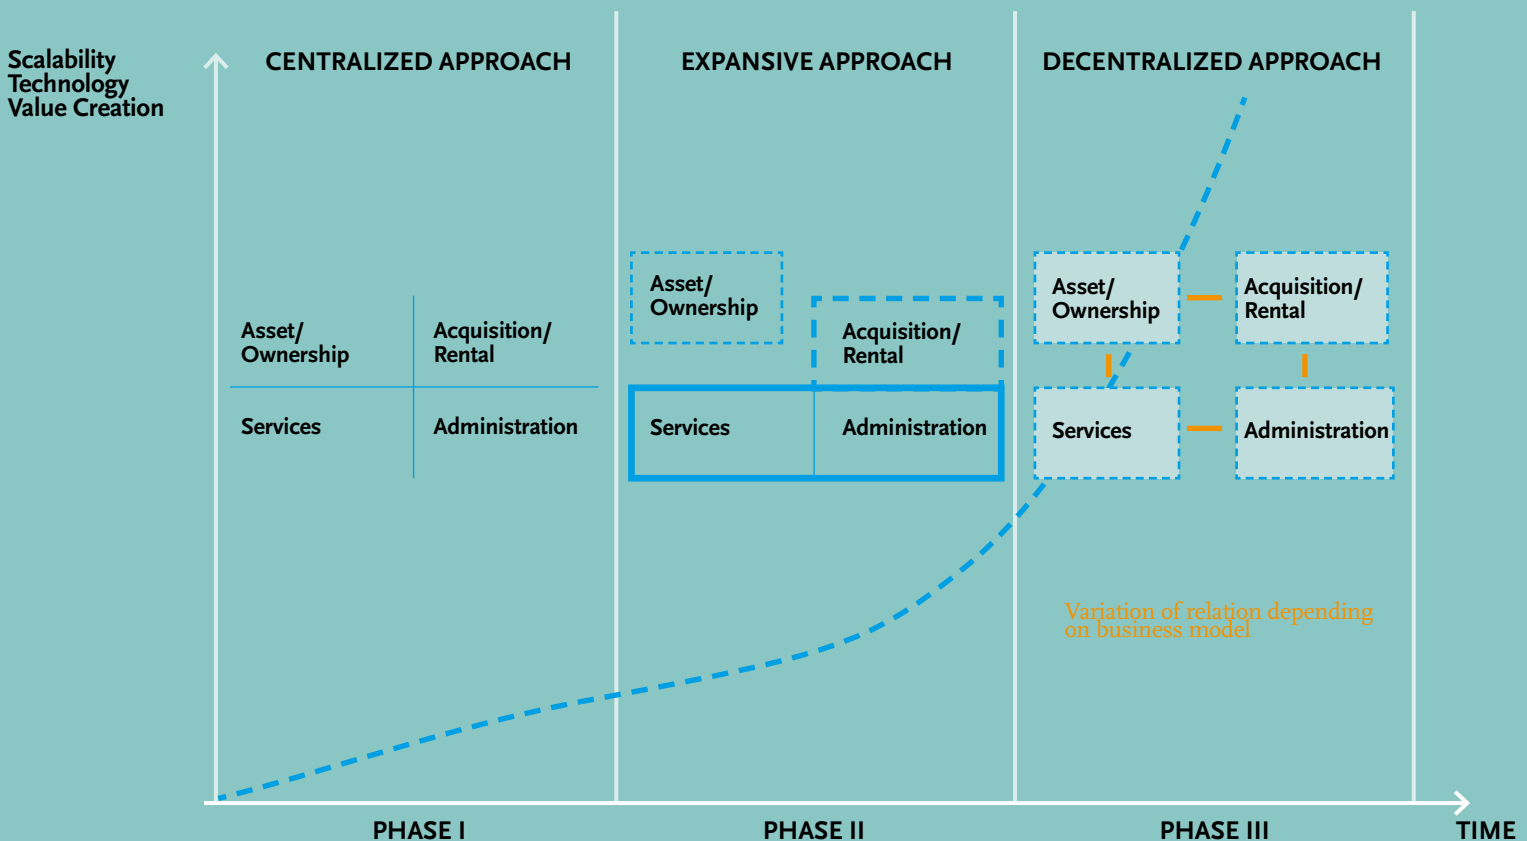 Scalability
Technology
Value Creation
CENTRALIZED APPROACH
EXPANSIVE APPROACH
DECENTRALIZED APPROACH
Asset/
Ownership
Acquisition/
Rental
Services
Administration
Asset/
Ownership
Acquisition/
Rental
Services
Administration
Asset/
Ownership
Acquisition/
Rental
Services
Administration
Variation of relation depending
on business model
PHASE I
PHASE II
PHASE III
TIME